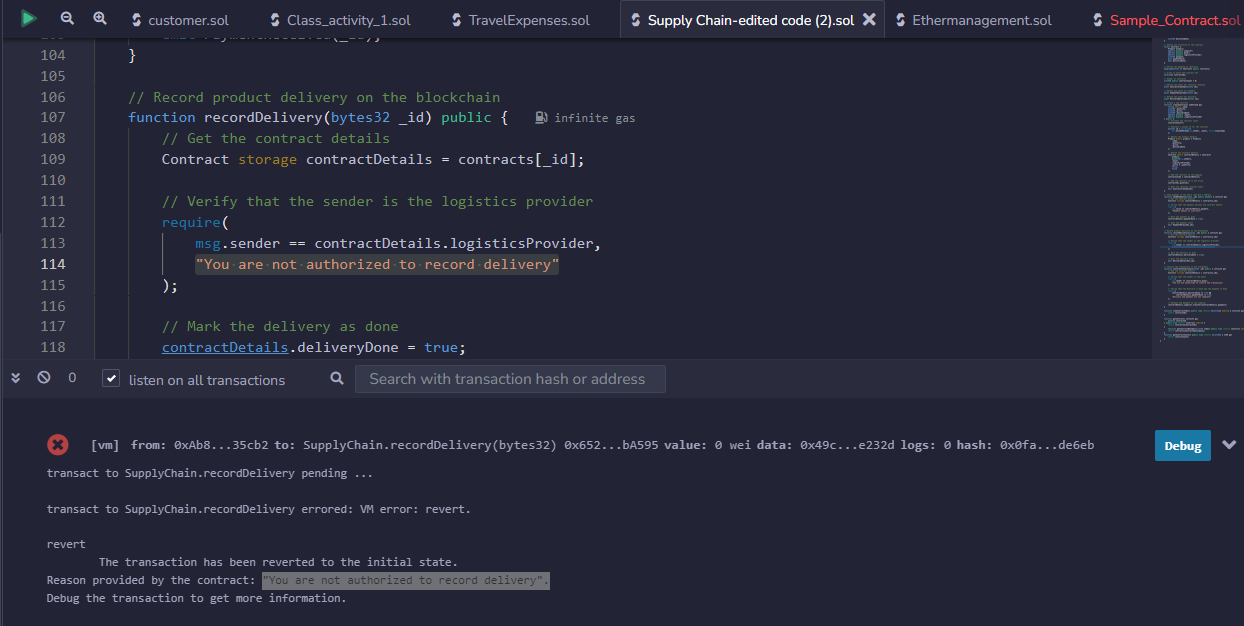 customer.sol
Class_activity_1.sol
TravelExpenses.sol
Supply Chain-edited code (2).sol
Ethermanagement.sol
Sample_Contract.sol
104 }
105
106 // Record product delivery on the blockchain
107 function recordDelivery(bytes32 _id) public { infinite gas
108 // Get the contract details
109 Contract storage contractDetails = contracts[_id];
110
111 // Verify that the sender is the logistics provider
112 require(
113 msg.sender == contractDetails.logisticsProvider,
114 "You are not authorized to record delivery"
115 );
116
117 // Mark the delivery as done
118 contractDetails.deliveryDone = true;
0 listen on all transactions Search with transaction hash or address
[vm] from: 0xAb8...35cb2 to: SupplyChain.recordDelivery(bytes32) 0x652...bA595 value: 0 wei data: 0x49c...e232d logs: 0 hash: 0x0fa...de6eb Debug
transact to SupplyChain.recordDelivery pending ...
transact to SupplyChain.recordDelivery errored: VM error: revert.
revert
The transaction has been reverted to the initial state.
Reason provided by the contract: "You are not authorized to record delivery".
Debug the transaction to get more information.